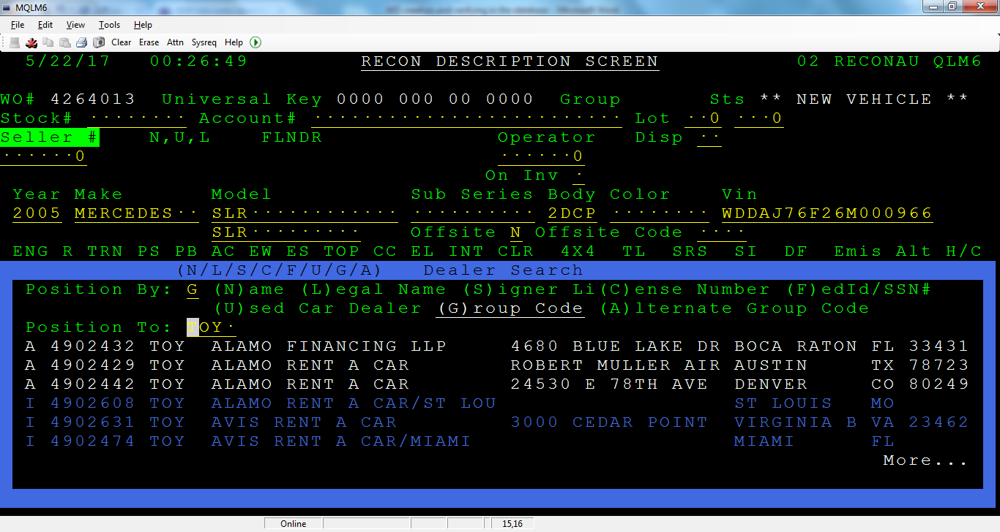 MQLM6
File Edit View Tools Help
Clear Erase Attn Sysreq Help
5/22/17 00:26:49 RECON DESCRIPTION SCREEN 02 RECONAU QLM6
WO# 4264013 Universal Key 0000 000 00 0000 Group Sts ** NEW VEHICLE **
Stock# ········ Account# ························· Lot ··0 ···0
Seller # N,U,L FLNDR Operator Disp ··
······0 ······0
On Inv ·
Year Make Model Sub Series Body Color Vin
2005 MERCEDES·· SLR············ ·········· 2DCP ········ WDDAJ76F26M000966
SLR········· Offsite N Offsite Code ····
ENG R TRN PS PB AC EW ES TOP CC EL INT CLR 4X4 TL SRS SI DF Emis Alt H/C
(N/L/S/C/F/U/G/A) Dealer Search
Position By: G (N)ame (L)egal Name (S)igner Li(C)ense Number (F)edId/SSN#
(U)sed Car Dealer (G)roup Code (A)lternate Group Code
Position To: TOY·
A 4902432 TOY ALAMO FINANCING LLP 4680 BLUE LAKE DR BOCA RATON FL 33431
A 4902429 TOY ALAMO RENT A CAR ROBERT MULLER AIR AUSTIN TX 78723
A 4902442 TOY ALAMO RENT A CAR 24530 E 78TH AVE DENVER CO 80249
I 4902608 TOY ALAMO RENT A CAR/ST LOU ST LOUIS MO
I 4902631 TOY AVIS RENT A CAR 3000 CEDAR POINT VIRGINIA B VA 23462
I 4902474 TOY AVIS RENT A CAR/MIAMI MIAMI FL
More...
Online 15,16